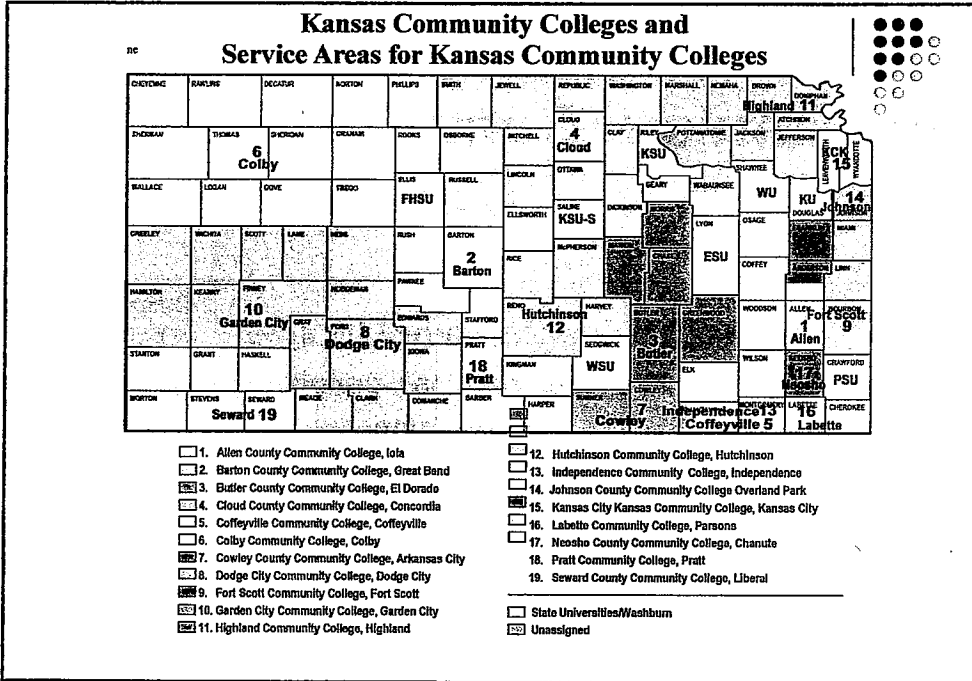 Kansas Community Colleges and
Service Areas for Kansas Community Colleges
ne
CHEYENNE RAWLINS DECATUR NORTON PHILLIPS SMITH JEWELL REPUBLIC WASHINGTON MARSHALL NEMAHA BROWN DONIPHAN
Highland 11
ATCHISON
SHERMAN THOMAS SHERIDAN GRAHAM ROOKS OSBORNE MITCHELL CLOUD CLAY RILEY POTTAWATOMIE JACKSON JEFFERSON LEAVENWORTH WYANDOTTE
6
Colby
4
Cloud
KSU
KCK
15
WALLACE LOGAN GOVE TREGO ELLIS RUSSELL LINCOLN OTTAWA GEARY WABAUNSEE SHAWNEE
FHSU
WU
KU
DOUGLAS
14
Johnson
JOHNSON
ELLSWORTH SALINE DICKINSON MORRIS LYON OSAGE FRANKLIN MIAMI
KSU-S
ESU
GREELEY WICHITA SCOTT LANE NESS RUSH BARTON RICE McPHERSON MARION CHASE COFFEY ANDERSON LINN
2
Barton
PAWNEE
HAMILTON KEARNY FINNEY HODGEMAN EDWARDS STAFFORD RENO HARVEY BUTLER GREENWOOD WOODSON ALLEN BOURBON
10
Garden City
GRAY FORD
8
Dodge City
Hutchinson
12
3
Butler
1
Allen
Fort Scott
9
STANTON GRANT HASKELL KIOWA PRATT KINGMAN SEDGWICK ELK WILSON NEOSHO CRAWFORD
18
Pratt
WSU
17
Neosho
PSU
MORTON STEVENS SEWARD MEADE CLARK COMANCHE BARBER HARPER SUMNER COWLEY MONTGOMERY LABETTE CHEROKEE
Seward 19
7
Cowley
Independence 13
Coffeyville 5
16
Labette
1. Allen County Community College, Iola
2. Barton County Community College, Great Bend
3. Butler County Community College, El Dorado
4. Cloud County Community College, Concordia
5. Coffeyville Community College, Coffeyville
6. Colby Community College, Colby
7. Cowley County Community College, Arkansas City
8. Dodge City Community College, Dodge City
9. Fort Scott Community College, Fort Scott
10. Garden City Community College, Garden City
11. Highland Community College, Highland
12. Hutchinson Community College, Hutchinson
13. Independence Community College, Independence
14. Johnson County Community College Overland Park
15. Kansas City Kansas Community College, Kansas City
16. Labette Community College, Parsons
17. Neosho County Community College, Chanute
18. Pratt Community College, Pratt
19. Seward County Community College, Liberal
State Universities/Washburn
Unassigned